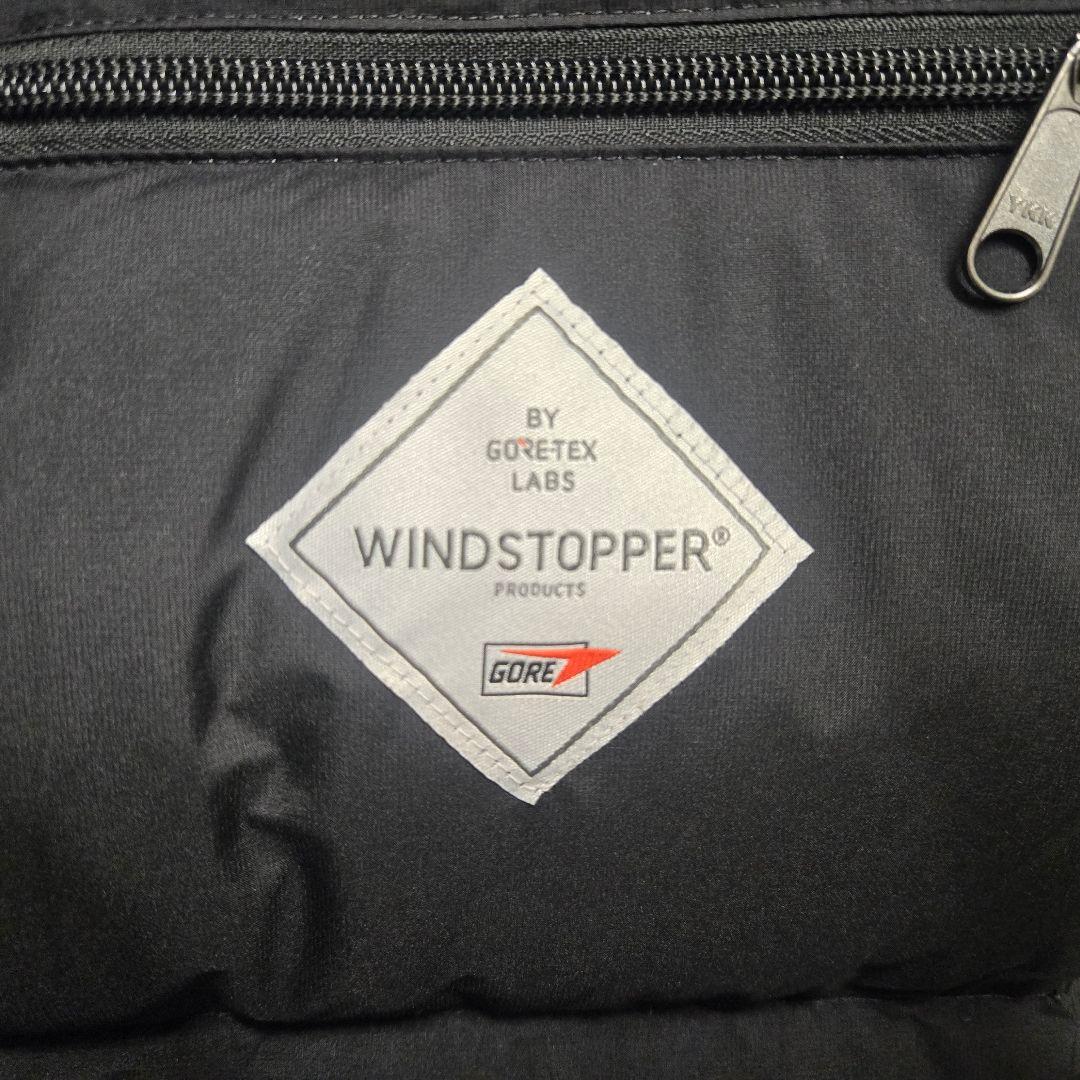 YKK
BY
GORE-TEX
LABS
WINDSTOPPER®
PRODUCTS
GORE